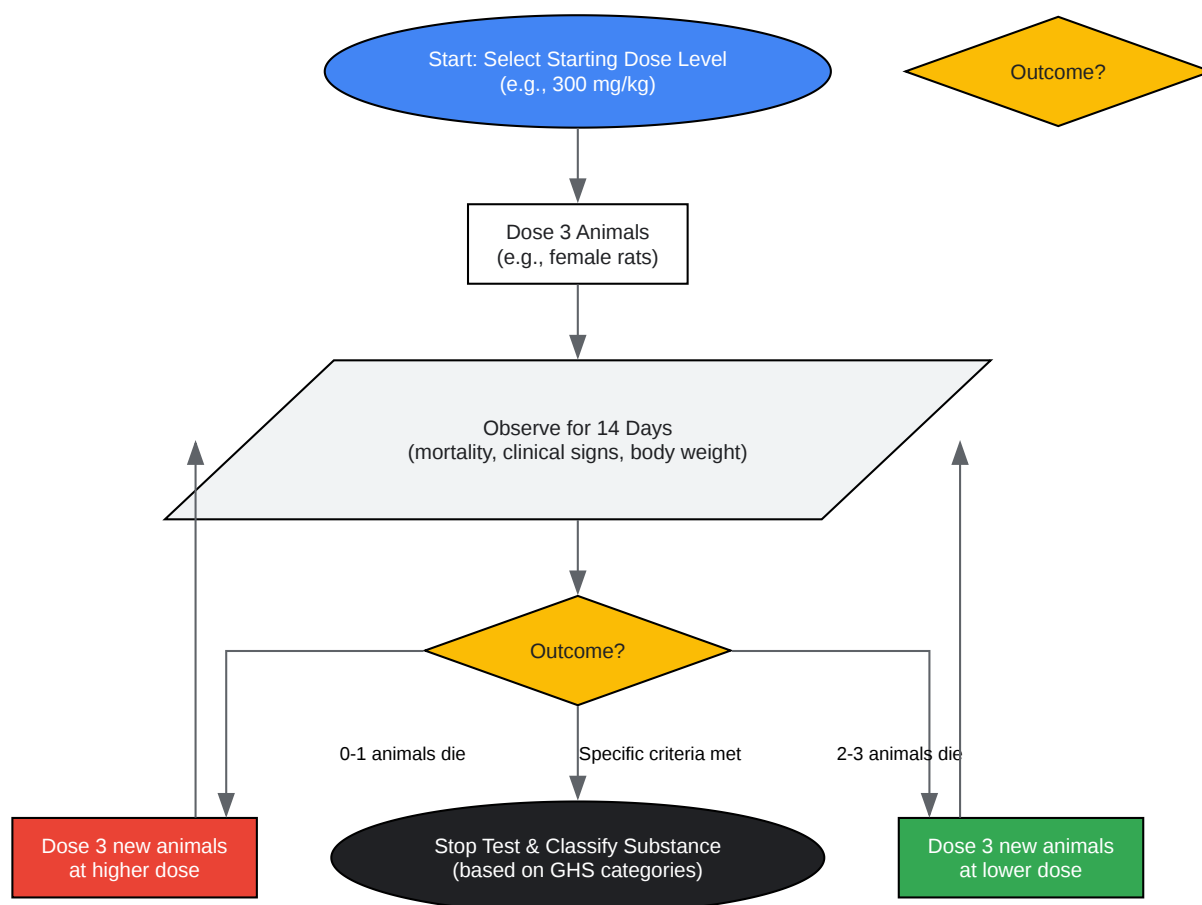 Start: Select Starting Dose Level
(e.g., 300 mg/kg)
Outcome?
Dose 3 Animals
(e.g., female rats)
Observe for 14 Days
(mortality, clinical signs, body weight)
Outcome?
0-1 animals die
Specific criteria met
2-3 animals die
Dose 3 new animals
at higher dose
Stop Test & Classify Substance
(based on GHS categories)
Dose 3 new animals
at lower dose